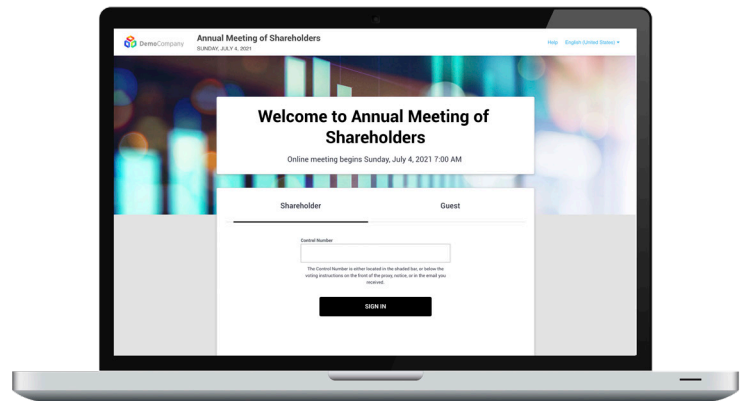 DemoCompany
Annual Meeting of Shareholders
SUNDAY, JULY 4, 2021
Help English (United States)
Welcome to Annual Meeting of
Shareholders
Online meeting begins Sunday, July 4, 2021 7:00 AM
Shareholder Guest
Control Number
The Control Number is either located in the shaded bar, or below the
voting instructions on the front of the proxy, notice, or in the email you
received.
SIGN IN